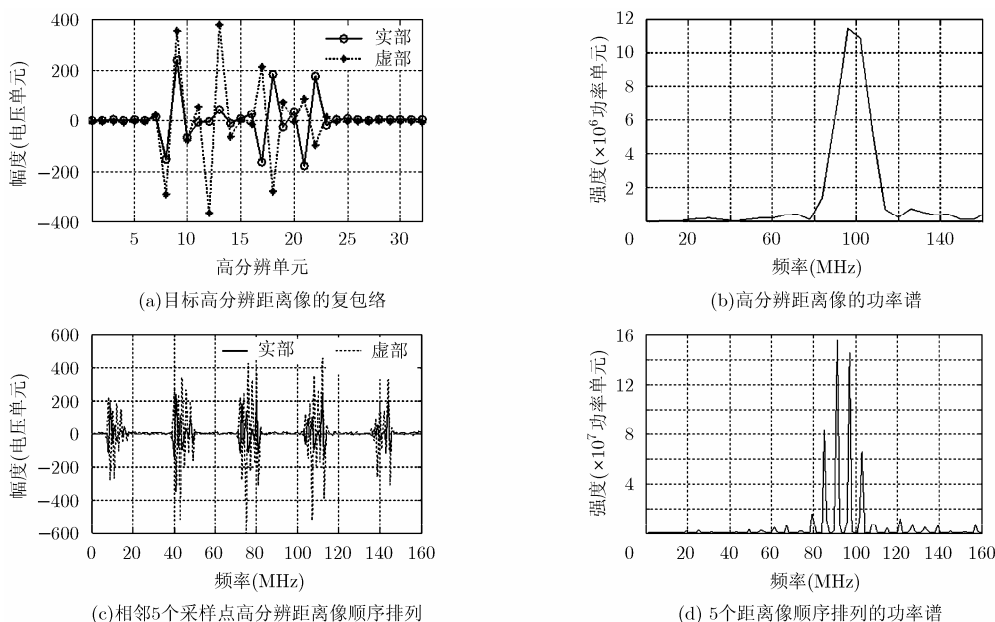 400
200
0
−200
−400
幅度(电压单元)
实部
虚部
5 10 15 20 25 30
高分辨单元
(a)目标高分辨距离像的复包络
12
10
8
6
4
2
0
强度(×10⁶功率单元)
20 60 100 140
频率(MHz)
(b)高分辨距离像的功率谱
600
400
200
0
−200
−400
−600
幅度(电压单元)
实部 虚部
0 20 40 60 80 100 120 140 160
频率(MHz)
(c)相邻5个采样点高分辨距离像顺序排列
16
12
8
4
0
强度(×10⁷功率单元)
20 40 60 80 100 120 140 160
频率(MHz)
(d) 5个距离像顺序排列的功率谱